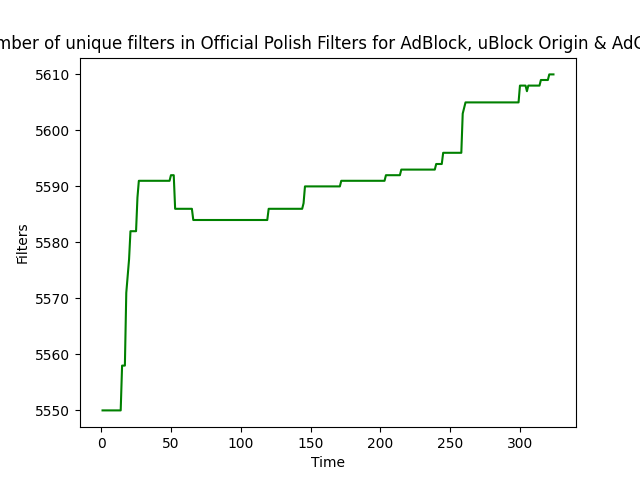 mber of unique filters in Official Polish Filters for AdBlock, uBlock Origin & AdG
5610
5600
5590
5580
5570
5560
5550
Filters
0 50 100 150 200 250 300
Time